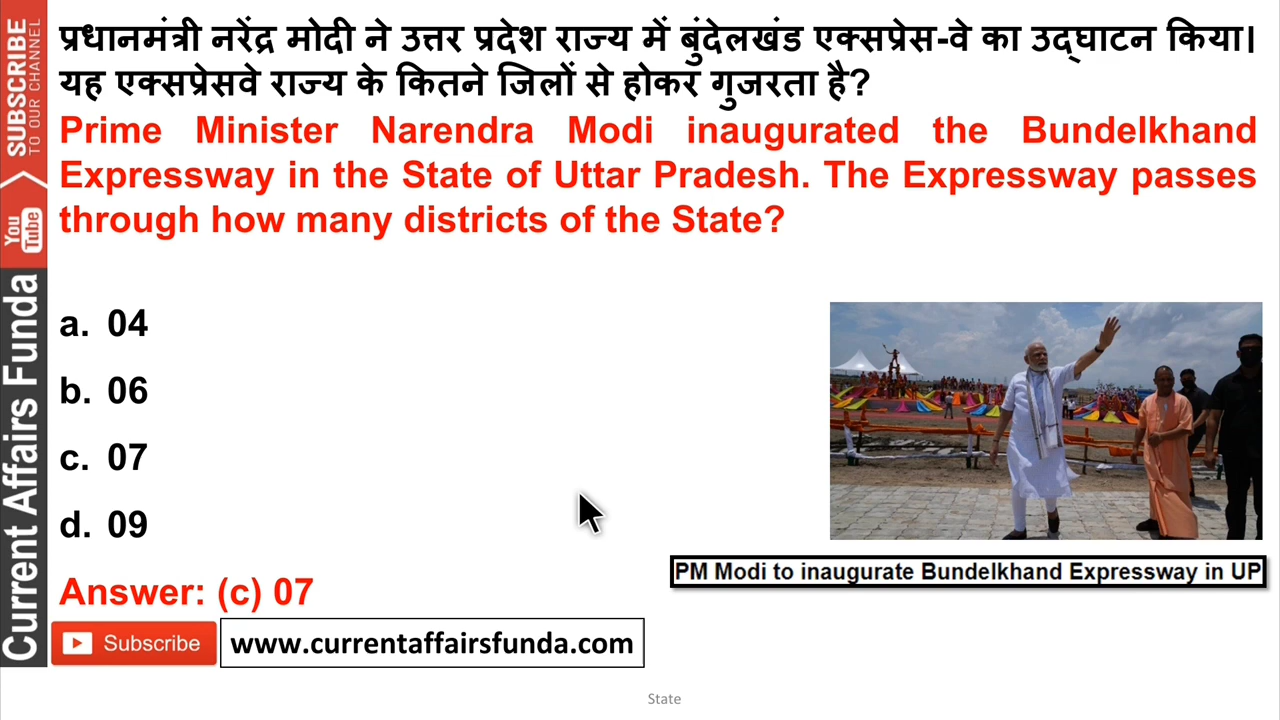 प्रधानमंत्री नरेंद्र मोदी ने उत्तर प्रदेश राज्य में बुंदेलखंड एक्सप्रेस-वे का उद्घाटन किया।
यह एक्सप्रेसवे राज्य के कितने जिलों से होकर गुजरता है?
Prime Minister Narendra Modi inaugurated the Bundelkhand
Expressway in the State of Uttar Pradesh. The Expressway passes
through how many districts of the State?
a. 04
b. 06
c. 07
d. 09
Answer: (c) 07
PM Modi to inaugurate Bundelkhand Expressway in UP
Subscribe
www.currentaffairsfunda.com
State
SUBSCRIBE
TO OUR CHANNEL
You
Tube
Current Affairs Funda